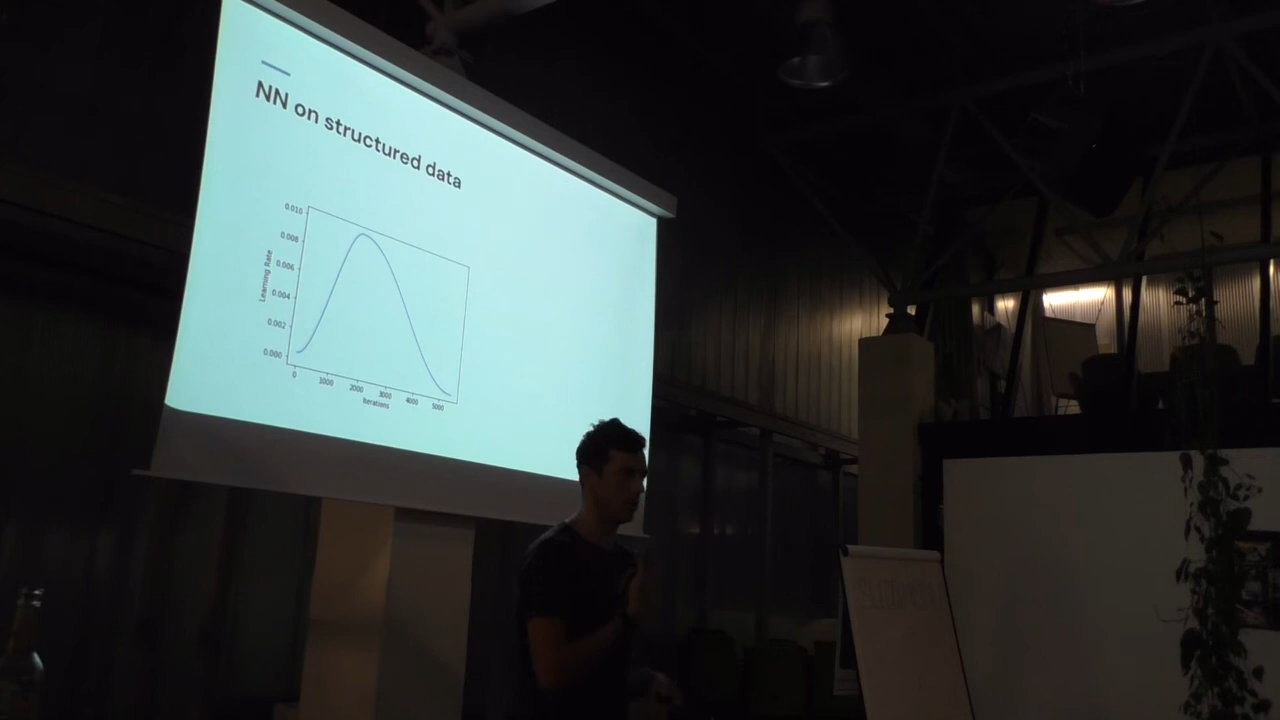 NN on structured data
0.010
0.008
0.006
0.004
0.002
0.000
Learning Rate
0 1000 2000 3000 4000 5000
Iterations